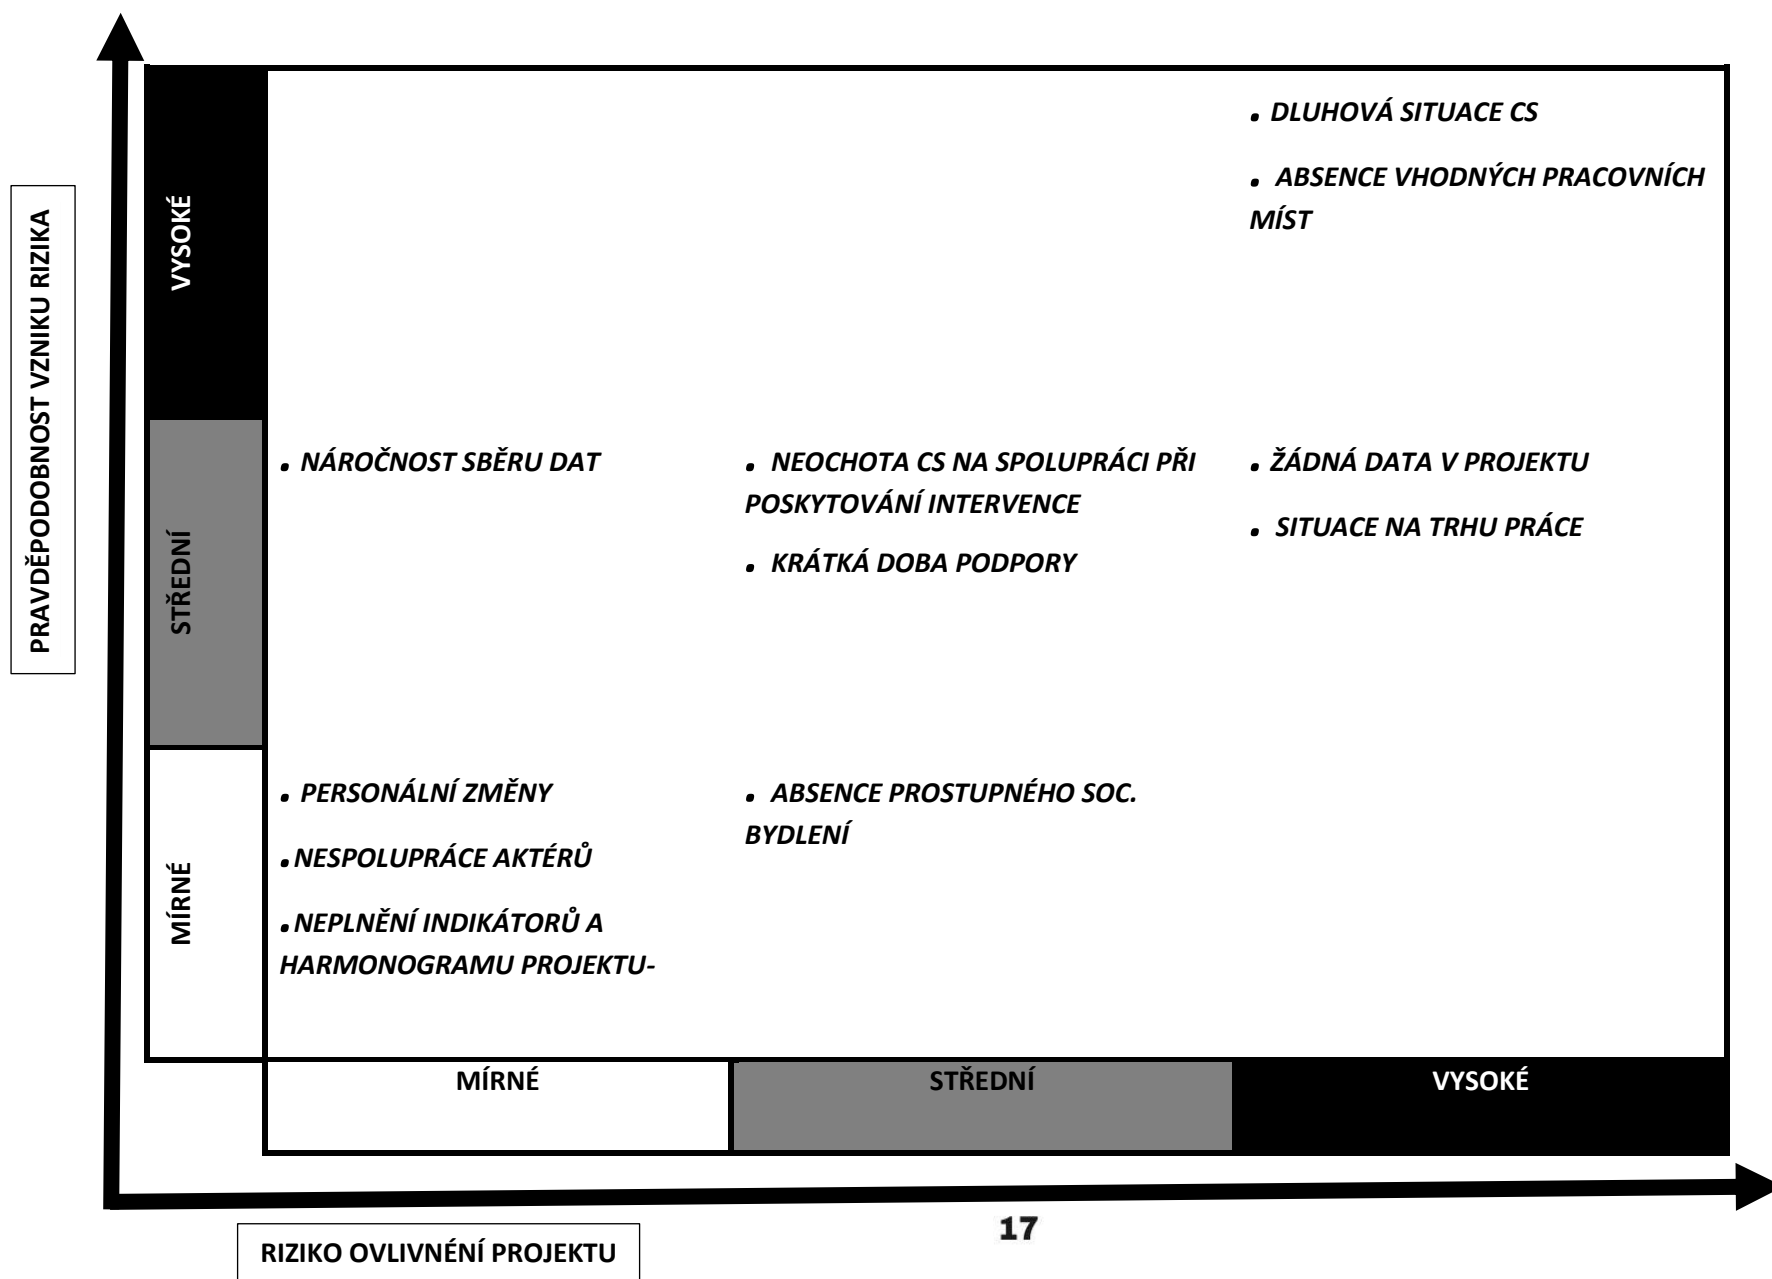 PRAVDĚPODOBNOST VZNIKU RIZIKA
VYSOKÉ
. DLUHOVÁ SITUACE CS
. ABSENCE VHODNÝCH PRACOVNÍCH
MÍST
STŘEDNÍ
. NÁROČNOST SBĚRU DAT
. NEOCHOTA CS NA SPOLUPRÁCI PŘI
POSKYTOVÁNÍ INTERVENCE
. KRÁTKÁ DOBA PODPORY
. ŽÁDNÁ DATA V PROJEKTU
. SITUACE NA TRHU PRÁCE
MÍRNÉ
. PERSONÁLNÍ ZMĚNY
.NESPOLUPRÁCE AKTÉRŮ
.NEPLNĚNÍ INDIKÁTORŮ A
HARMONOGRAMU PROJEKTU-
. ABSENCE PROSTUPNÉHO SOC.
BYDLENÍ
MÍRNÉ
STŘEDNÍ
VYSOKÉ
17
RIZIKO OVLIVNÉNÍ PROJEKTU